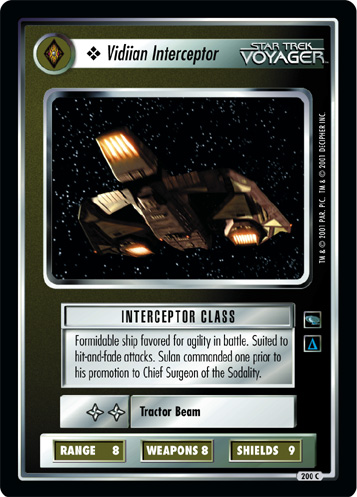 ❖ Vidiian Interceptor
STAR TREK
VOYAGER™
TM & © 2001 PAR. PIC. TM & © 2001 DECIPHER INC.
INTERCEPTOR CLASS
Formidable ship favored for agility in battle. Suited to
hit-and-fade attacks. Sulan commanded one prior to
his promotion to Chief Surgeon of the Sodality.
Δ
Tractor Beam
RANGE 8
WEAPONS 8
SHIELDS 9
200 C